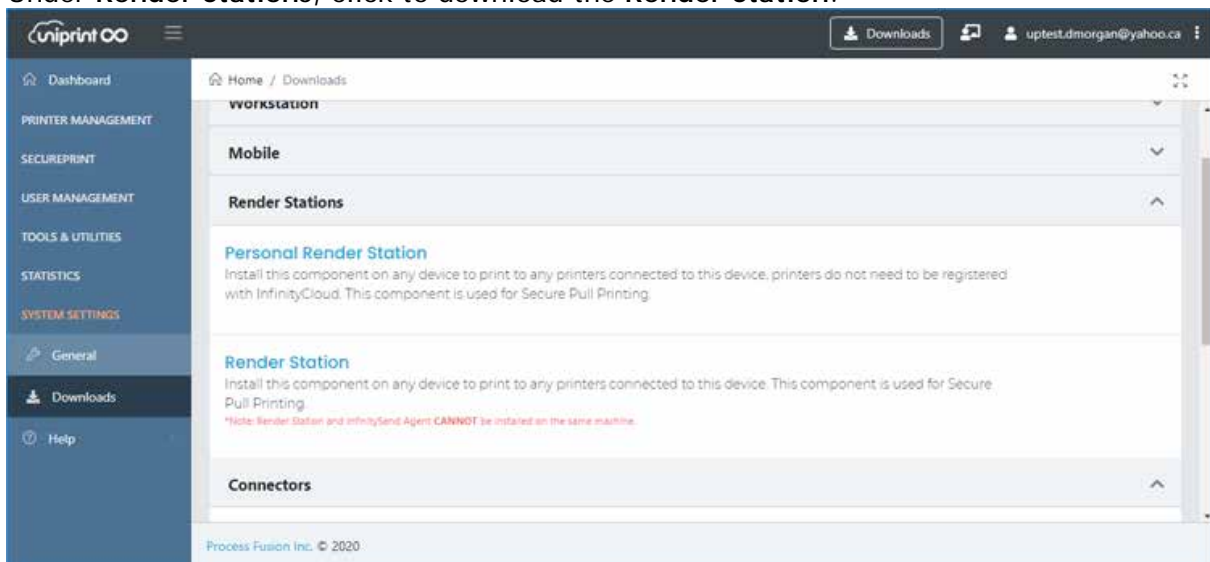 Under Render Stations, click to download the Render Station.
uniprint
Downloads
uptest.dmorgan@yahoo.ca
Dashboard
Home / Downloads
Workstation
PRINTER MANAGEMENT
Mobile
SECUREPRINT
USER MANAGEMENT
Render Stations
TOOLS & UTILITIES
Personal Render Station
STATISTICS
Install this component on any device to print to any printers connected to this device, printers do not need to be registered
with InfinityCloud. This component is used for Secure Pull Printing.
SYSTEM SETTINGS
General
Render Station
Install this component on any device to print to any printers connected to this device. This component is used for Secure
Downloads
Pull Printing.
*Note: Render Station and InfinitySend Agent CANNOT be installed on the same machine.
Help
Connectors
Process Fusion Inc. © 2020